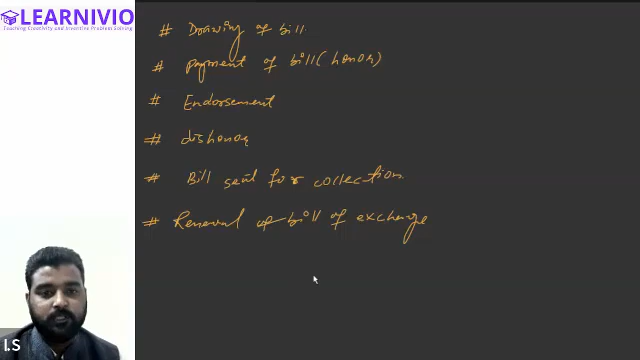 LEARNIVIO
Teaching Creativity and Inventive Problem Solving
# Drawing of bill
# payment of bill (honor)
# Endorsement
# dishonor
# Bill sent for collection
# Renewal of bill of exchange
I.S